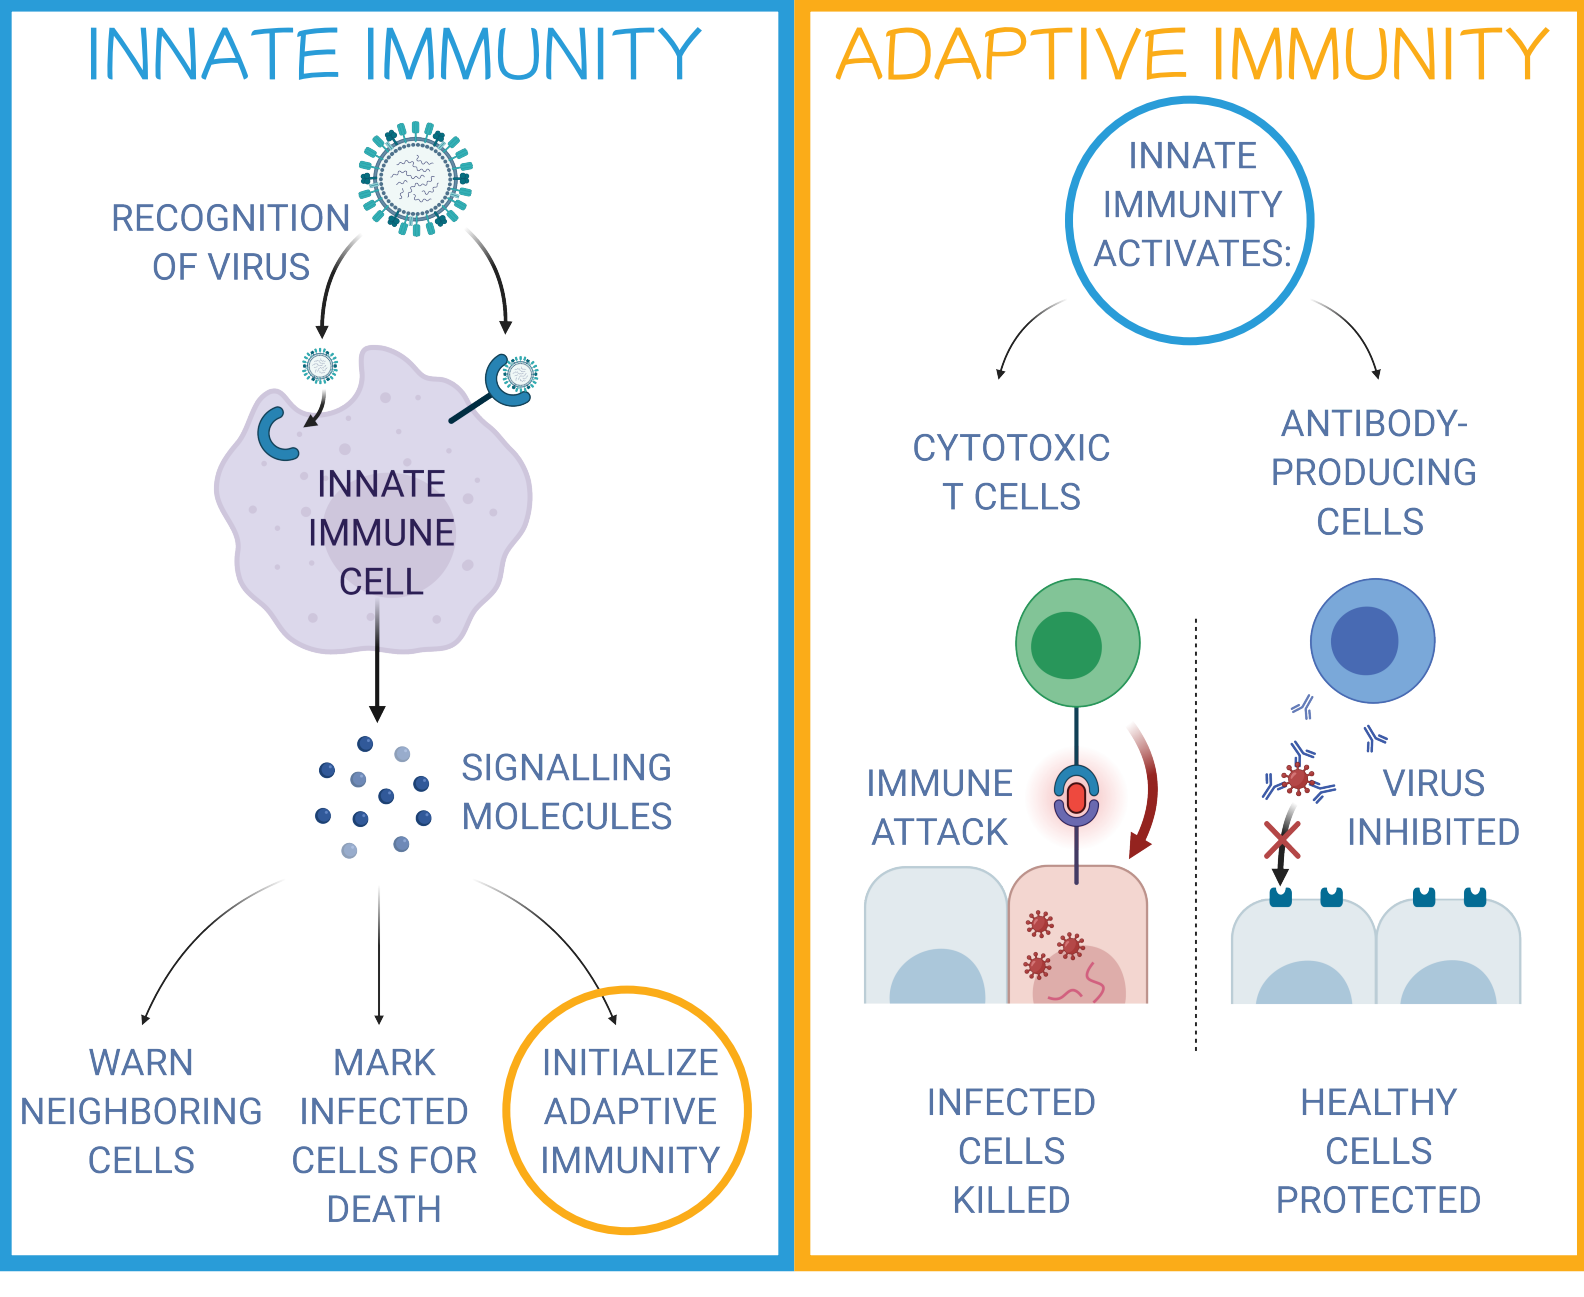 INNATE IMMUNITY
RECOGNITION
OF VIRUS
INNATE
IMMUNE
CELL
SIGNALLING
MOLECULES
WARN
NEIGHBORING
CELLS
MARK
INFECTED
CELLS FOR
DEATH
INITIALIZE
ADAPTIVE
IMMUNITY
ADAPTIVE IMMUNITY
INNATE
IMMUNITY
ACTIVATES:
CYTOTOXIC
T CELLS
ANTIBODY-
PRODUCING
CELLS
IMMUNE
ATTACK
VIRUS
INHIBITED
INFECTED
CELLS
KILLED
HEALTHY
CELLS
PROTECTED